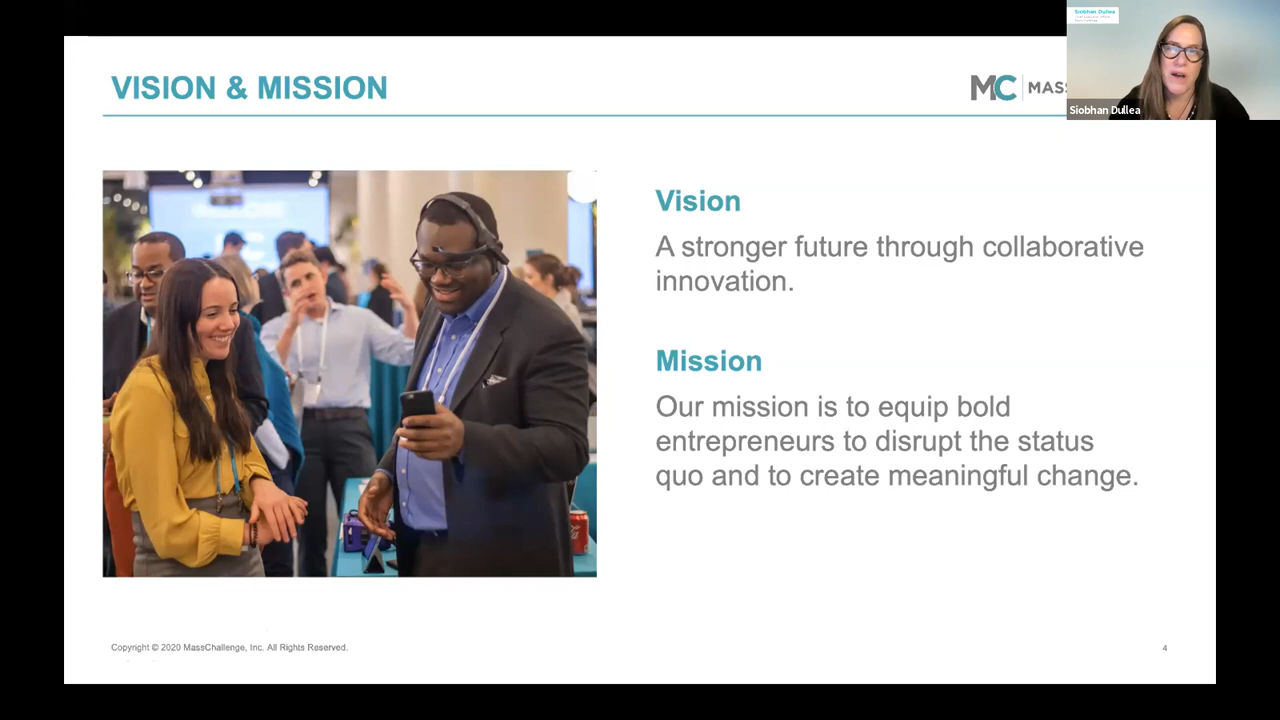 Siobhan Dullea
VISION & MISSION
MC MASS
Siobhan Dullea
Vision
A stronger future through collaborative
innovation.
Mission
Our mission is to equip bold
entrepreneurs to disrupt the status
quo and to create meaningful change.
Copyright © 2020 MassChallenge, Inc. All Rights Reserved.
4